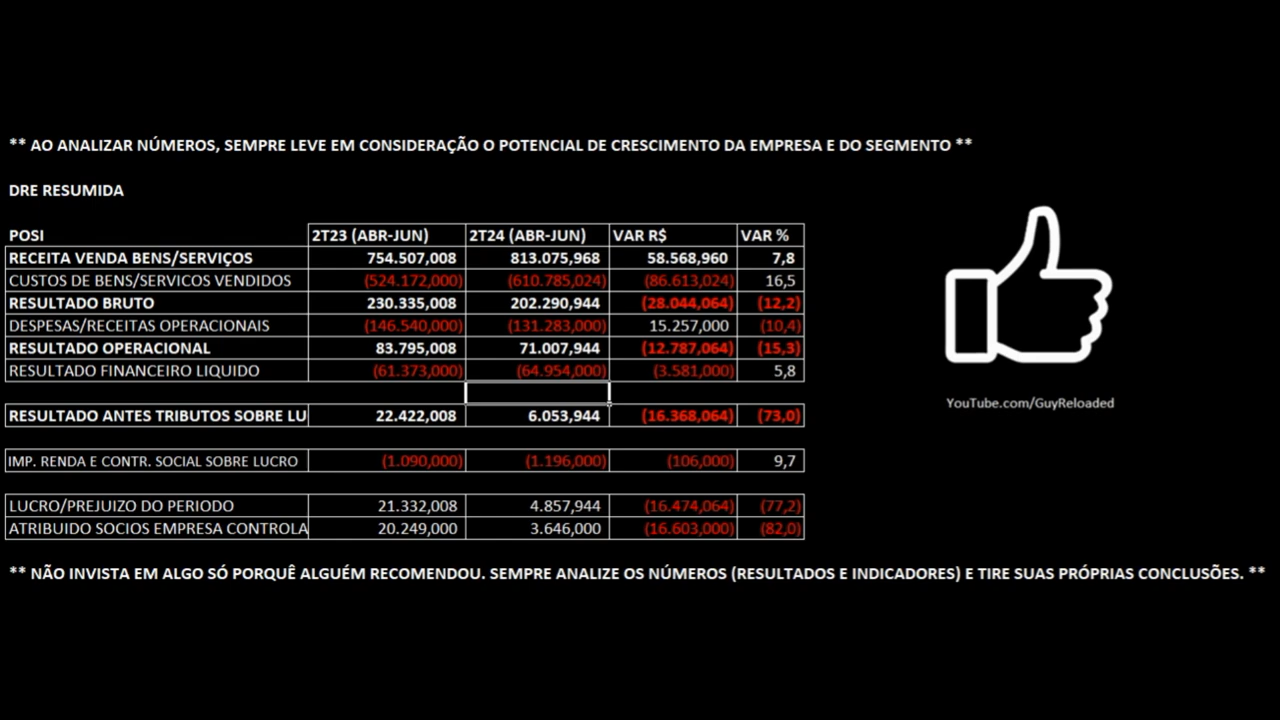 ** AO ANALIZAR NÚMEROS, SEMPRE LEVE EM CONSIDERAÇÃO O POTENCIAL DE CRESCIMENTO DA EMPRESA E DO SEGMENTO **
DRE RESUMIDA
POSI 2T23 (ABR-JUN) 2T24 (ABR-JUN) VAR R$ VAR %
RECEITA VENDA BENS/SERVIÇOS 754.507,008 813.075,968 58.568,960 7,8
CUSTOS DE BENS/SERVICOS VENDIDOS (524.172,000) (610.785,024) (86.613,024) 16,5
RESULTADO BRUTO 230.335,008 202.290,944 (28.044,064) (12,2)
DESPESAS/RECEITAS OPERACIONAIS (146.540,000) (131.283,000) 15.257,000 (10,4)
RESULTADO OPERACIONAL 83.795,008 71.007,944 (12.787,064) (15,3)
RESULTADO FINANCEIRO LIQUIDO (61.373,000) (64.954,000) (3.581,000) 5,8
RESULTADO ANTES TRIBUTOS SOBRE LU 22.422,008 6.053,944 (16.368,064) (73,0)
IMP. RENDA E CONTR. SOCIAL SOBRE LUCRO (1.090,000) (1.196,000) (106,000) 9,7
LUCRO/PREJUIZO DO PERIODO 21.332,008 4.857,944 (16.474,064) (77,2)
ATRIBUIDO SOCIOS EMPRESA CONTROLA 20.249,000 3.646,000 (16.603,000) (82,0)
YouTube.com/GuyReloaded
** NÃO INVISTA EM ALGO SÓ PORQUÊ ALGUÉM RECOMENDOU. SEMPRE ANALIZE OS NÚMEROS (RESULTADOS E INDICADORES) E TIRE SUAS PRÓPRIAS CONCLUSÕES. **